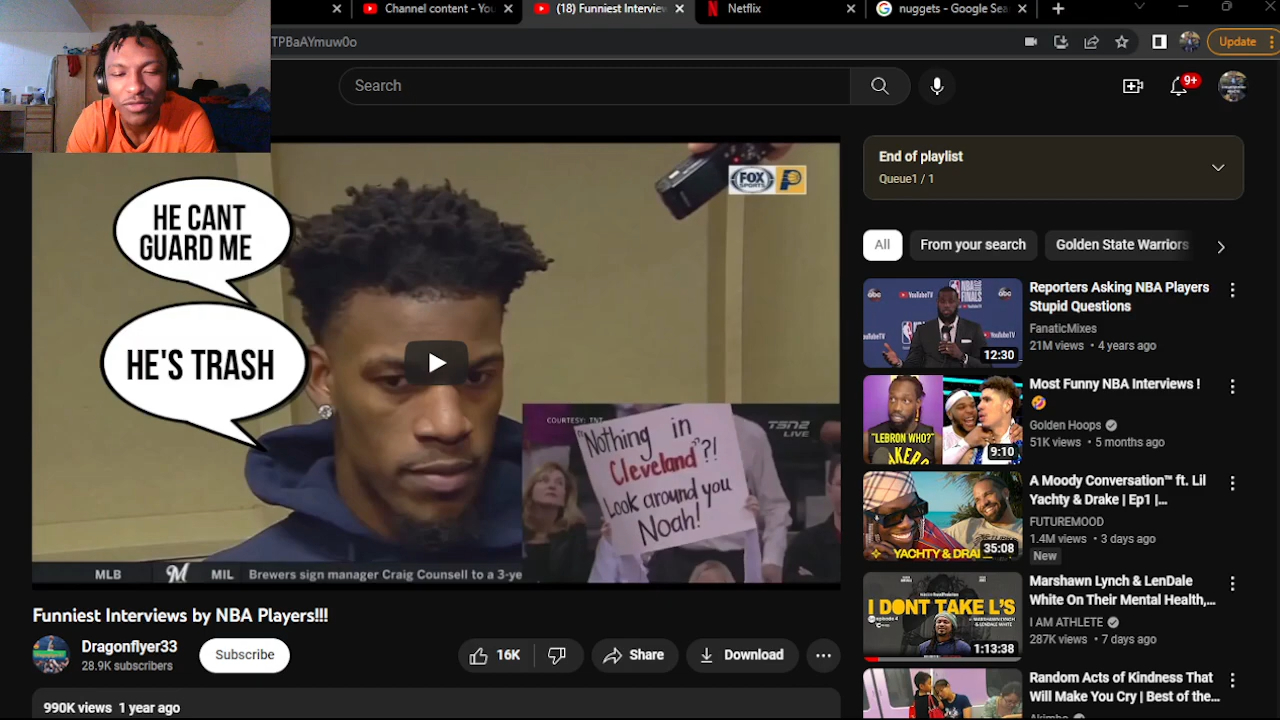 Channel content - You
(18) Funniest Interview
Netflix
nuggets - Google Sea
TPBaAYmuw0o
Update
Search
9+
HE CANT
GUARD ME
HE'S TRASH
FOX
SPORTS
COURTESY: TNT
TSN2
LIVE
"Nothing in
Cleveland"?!
Look around you
Noah!
MLB
MIL
Brewers sign manager Craig Counsell to a 3-ye
Funniest Interviews by NBA Players!!!
Dragonflyer33
28.9K subscribers
Subscribe
16K
Share
Download
990K views 1 year ago
End of playlist
Queue1 / 1
All
From your search
Golden State Warriors
Reporters Asking NBA Players
Stupid Questions
FanaticMixes
21M views • 4 years ago
12:30
Most Funny NBA Interviews !
Golden Hoops
51K views • 5 months ago
"LEBRON WHO?"
9:10
A Moody Conversation™ ft. Lil
Yachty & Drake | Ep1 |...
FUTUREMOOD
1.4M views • 3 days ago
New
YACHTY & DRA
35:08
Marshawn Lynch & LenDale
White On Their Mental Health,...
I AM ATHLETE
287K views • 7 days ago
I DONT TAKE L'S
1:13:38
Random Acts of Kindness That
Will Make You Cry | Best of the...